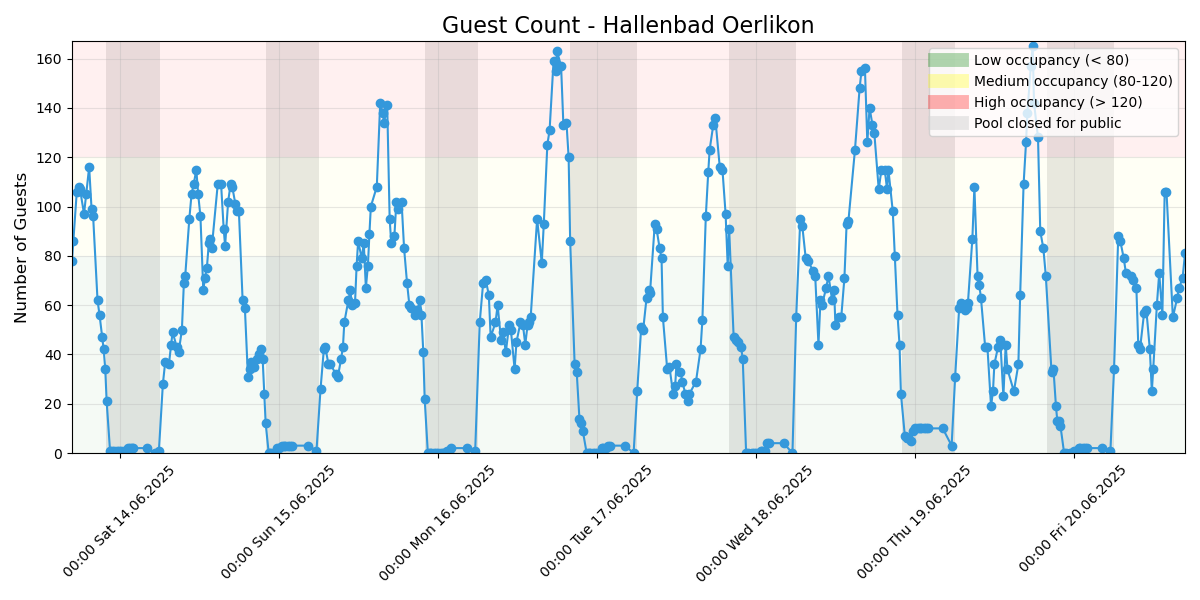 Guest Count - Hallenbad Oerlikon
Number of Guests
160
140
120
100
80
60
40
20
0
Low occupancy (< 80)
Medium occupancy (80-120)
High occupancy (> 120)
Pool closed for public
00:00 Sat 14.06.2025
00:00 Sun 15.06.2025
00:00 Mon 16.06.2025
00:00 Tue 17.06.2025
00:00 Wed 18.06.2025
00:00 Thu 19.06.2025
00:00 Fri 20.06.2025